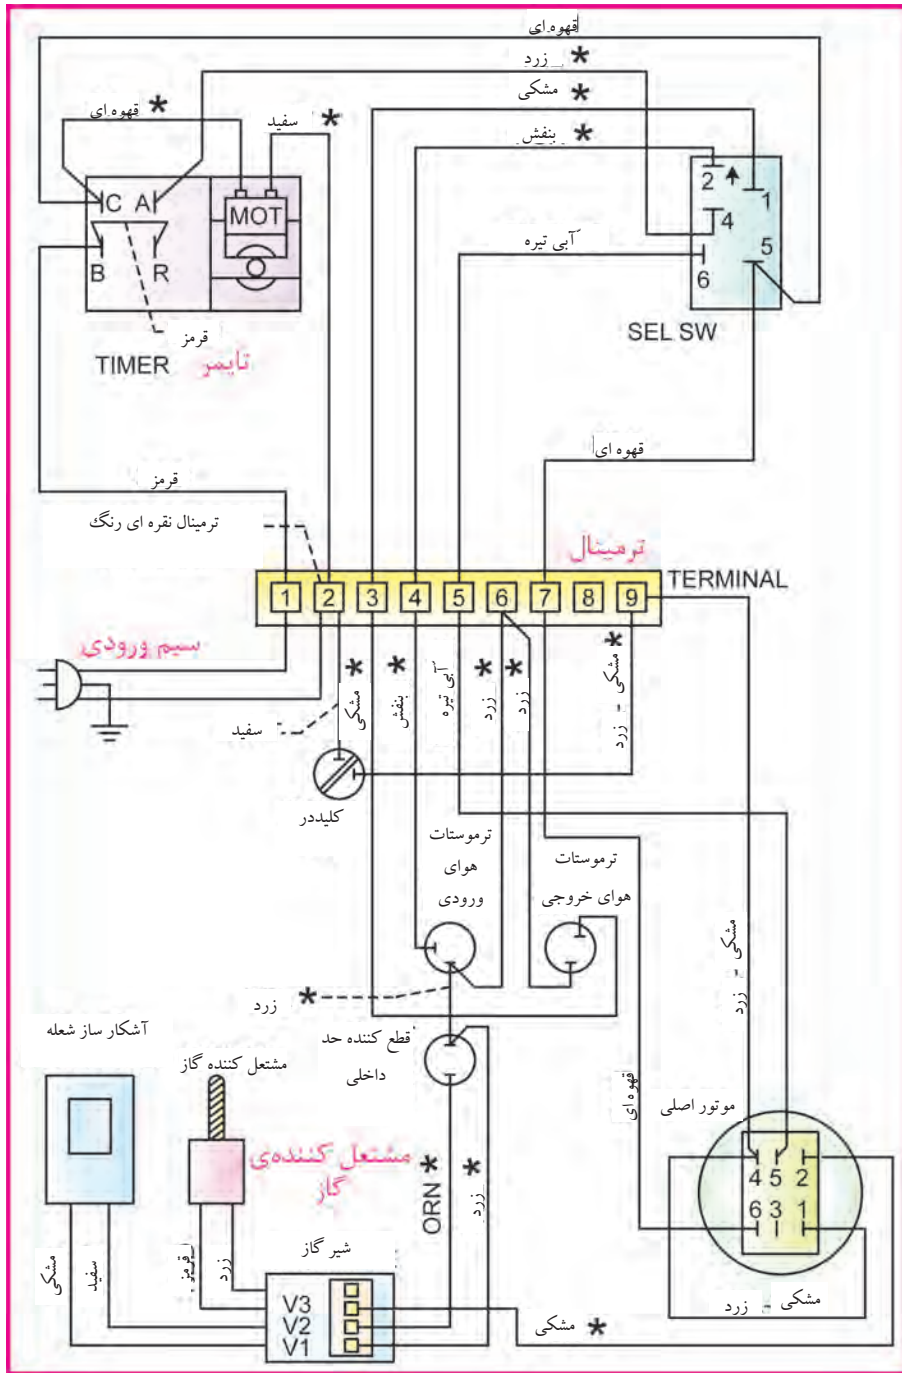 قهوه ای
زرد *
مشکی *
بنفش *
قهوه ای *
سفید *
C A
MOT
B R
2 1
4
5
6
آبی تیره
SEL SW
قرمز
TIMER تایمر
قهوه ای
قرمز
ترمینال نقره ای رنگ
ترمینال
TERMINAL
1 2 3 4 5 6 7 8 9
سیم ورودی
سفید
مشکی *
بنفش *
آبی تیره
زرد *
زرد *
مشکی - زرد *
کلیددر
ترموستات
هوای
ورودی
ترموستات
هوای خروجی
مشکی - زرد
زرد *
قطع کننده حد
داخلی
آشکار ساز شعله
مشتعل کننده گاز
مشتعل کننده‌ی
گاز
قهوه ای
موتور اصلی
4 5 2
6 3 1
ORN *
زرد *
مشکی
سفید
قرمز
زرد
شیر گاز
V3
V2
V1
مشکی *
مشکی - زرد